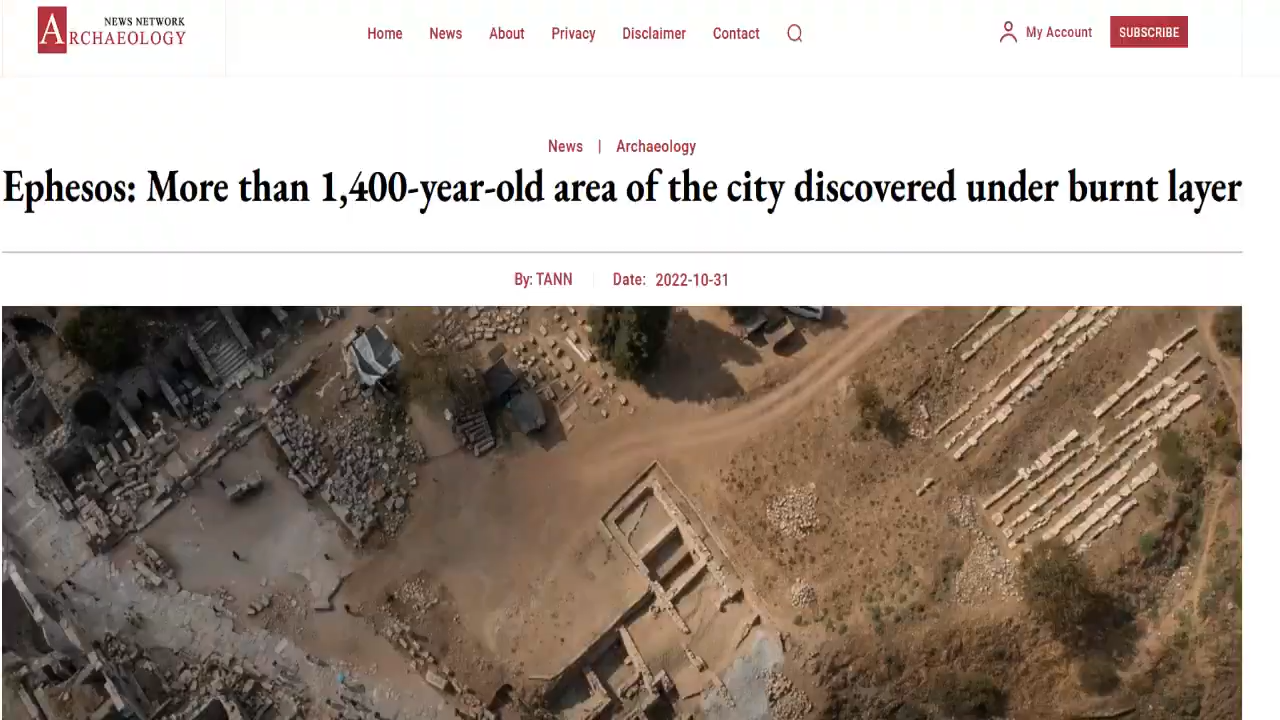 NEWS NETWORK
ARCHAEOLOGY
Home News About Privacy Disclaimer Contact
My Account
SUBSCRIBE
News | Archaeology
Ephesos: More than 1,400-year-old area of the city discovered under burnt layer
By: TANN
Date: 2022-10-31